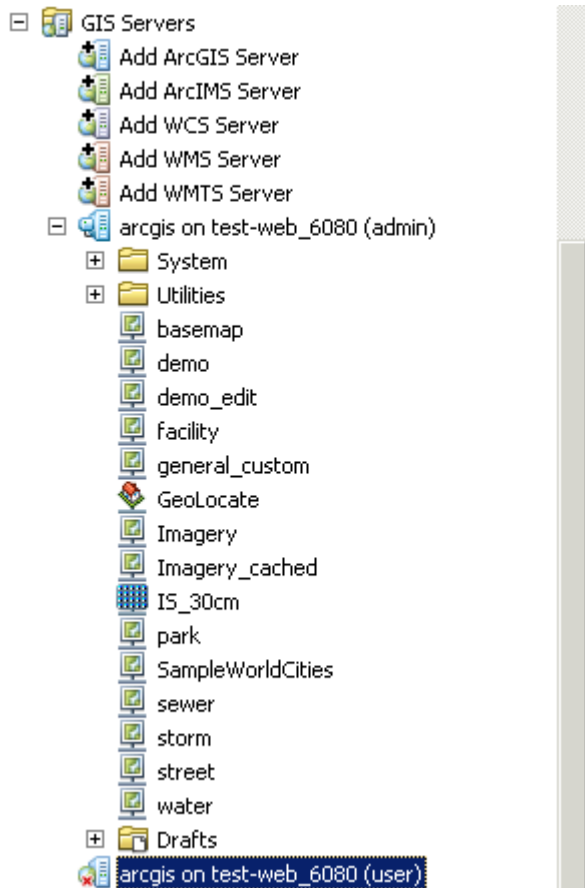 GIS Servers
Add ArcGIS Server
Add ArcIMS Server
Add WCS Server
Add WMS Server
Add WMTS Server
arcgis on test-web_6080 (admin)
System
Utilities
basemap
demo
demo_edit
facility
general_custom
GeoLocate
Imagery
Imagery_cached
IS_30cm
park
SampleWorldCities
sewer
storm
street
water
Drafts
arcgis on test-web_6080 (user)